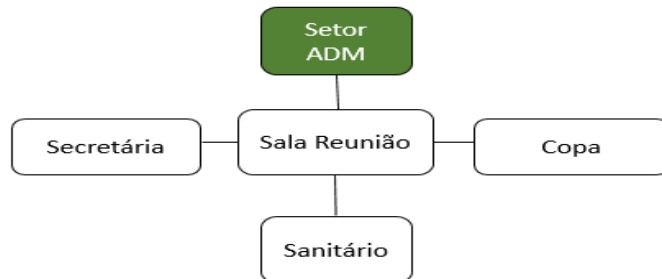 Setor
ADM
Secretária
Sala Reunião
Copa
Sanitário